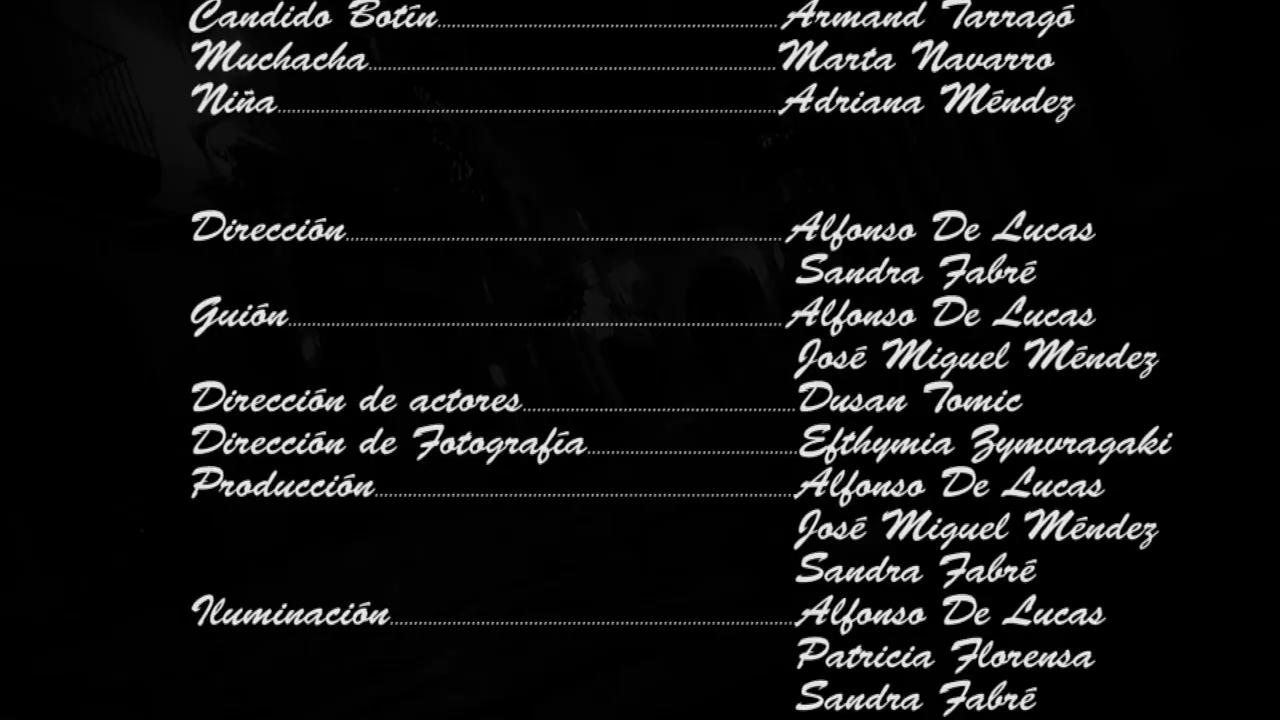 Candido Botín........Armand Tarragó
Muchacha........Marta Navarro
Niña........Adriana Méndez
Dirección........Alfonso De Lucas
Sandra Fabré
Guión........Alfonso De Lucas
José Miguel Méndez
Dirección de actores........Dusan Tomic
Dirección de Fotografía........Efthymia Zymvragaki
Producción........Alfonso De Lucas
José Miguel Méndez
Sandra Fabré
Iluminación........Alfonso De Lucas
Patricia Florensa
Sandra Fabré